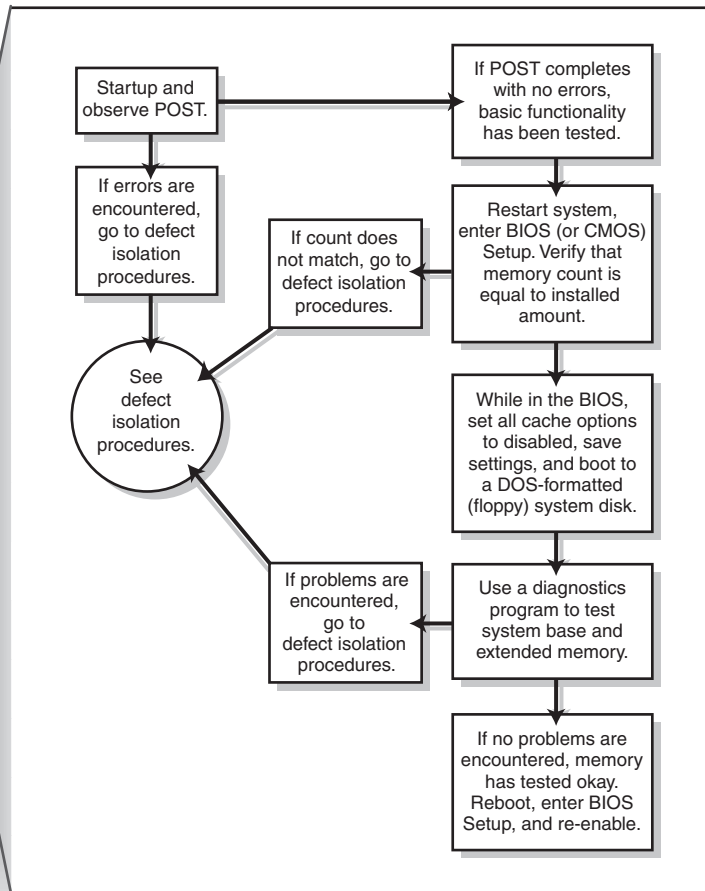 Startup and
observe POST.
If POST completes
with no errors,
basic functionality
has been tested.
If errors are
encountered,
go to defect
isolation
procedures.
If count does
not match, go to
defect isolation
procedures.
Restart system,
enter BIOS (or CMOS)
Setup. Verify that
memory count is
equal to installed
amount.
See
defect
isolation
procedures.
While in the BIOS,
set all cache options
to disabled, save
settings, and boot to
a DOS-formatted
(floppy) system disk.
If problems are
encountered,
go to
defect isolation
procedures.
Use a diagnostics
program to test
system base and
extended memory.
If no problems are
encountered, memory
has tested okay.
Reboot, enter BIOS
Setup, and re-enable.